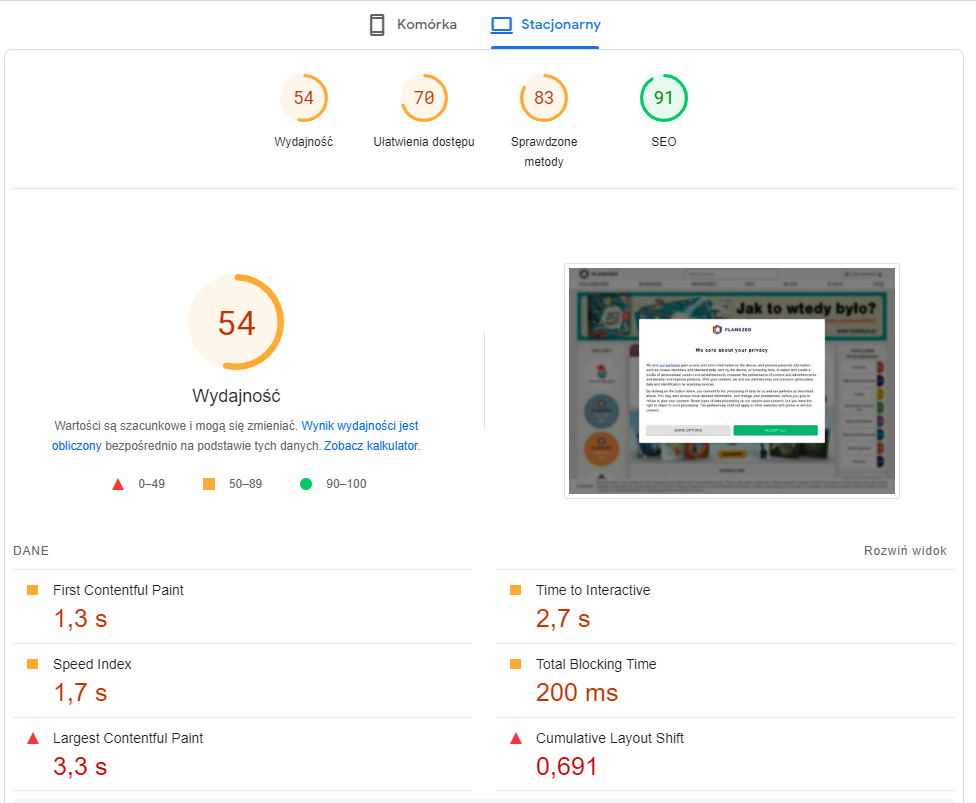 Komórka
Stacjonarny
54
70
83
91
Wydajność
Ułatwienia dostępu
Sprawdzone
metody
SEO
54
Wydajność
Wartości są szacunkowe i mogą się zmieniać. Wynik wydajności jest
obliczony bezpośrednio na podstawie tych danych. Zobacz kalkulator.
0–49
50–89
90–100
Jak to wtedy było?
PLANSZEO
We care about your privacy
MORE OPTIONS
ACCEPT ALL
DANE
Rozwiń widok
First Contentful Paint
1,3 s
Time to Interactive
2,7 s
Speed Index
1,7 s
Total Blocking Time
200 ms
Largest Contentful Paint
3,3 s
Cumulative Layout Shift
0,691